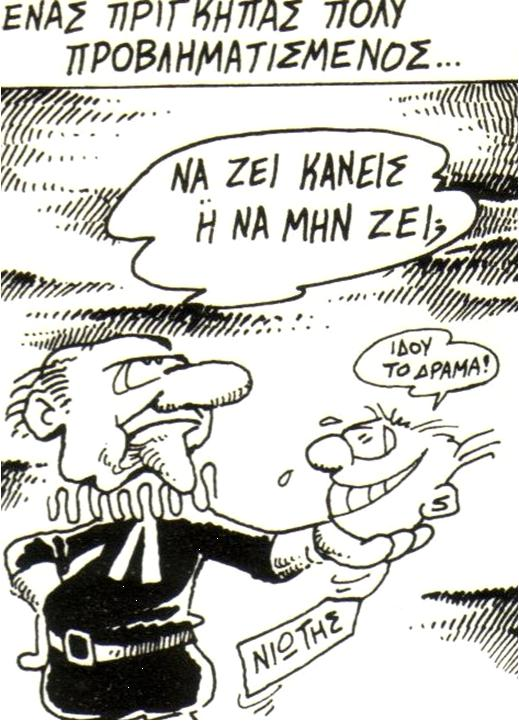 ΕΝΑΣ ΠΡΙΓΚΗΠΑΣ ΠΟΛΥ
ΠΡΟΒΛΗΜΑΤΙΣΜΕΝΟΣ...
ΝΑ ΖΕΙ ΚΑΝΕΙΣ
Ή ΝΑ ΜΗΝ ΖΕΙ;
ΙΔΟΥ
ΤΟ ΔΡΑΜΑ!
ΝΙΩΤΗΣ